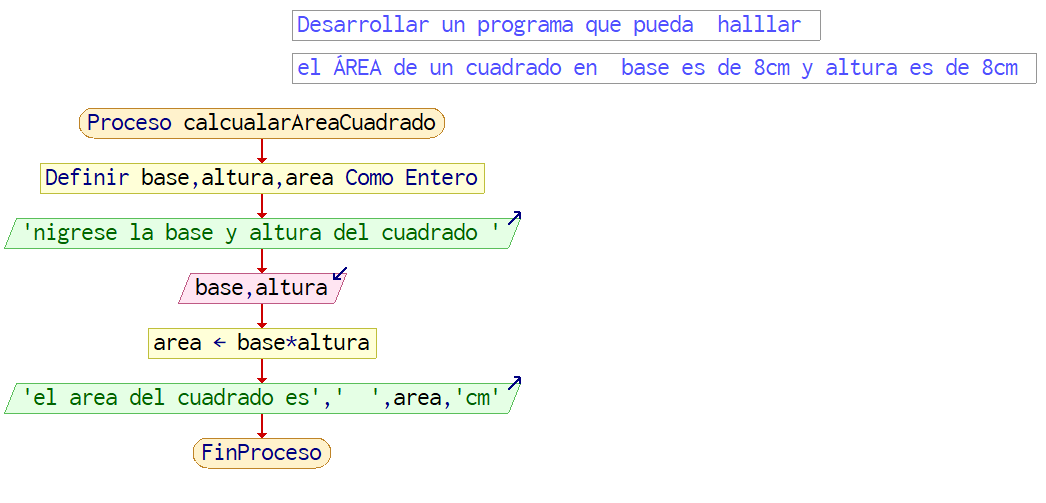 Desarrollar un programa que pueda  halllar
el ÁREA de un cuadrado en  base es de 8cm y altura es de 8cm
Proceso calcualarAreaCuadrado
Definir base,altura,area Como Entero
'nigrese la base y altura del cuadrado '
base,altura
area ← base*altura
'el area del cuadrado es','  ',area,'cm'
FinProceso